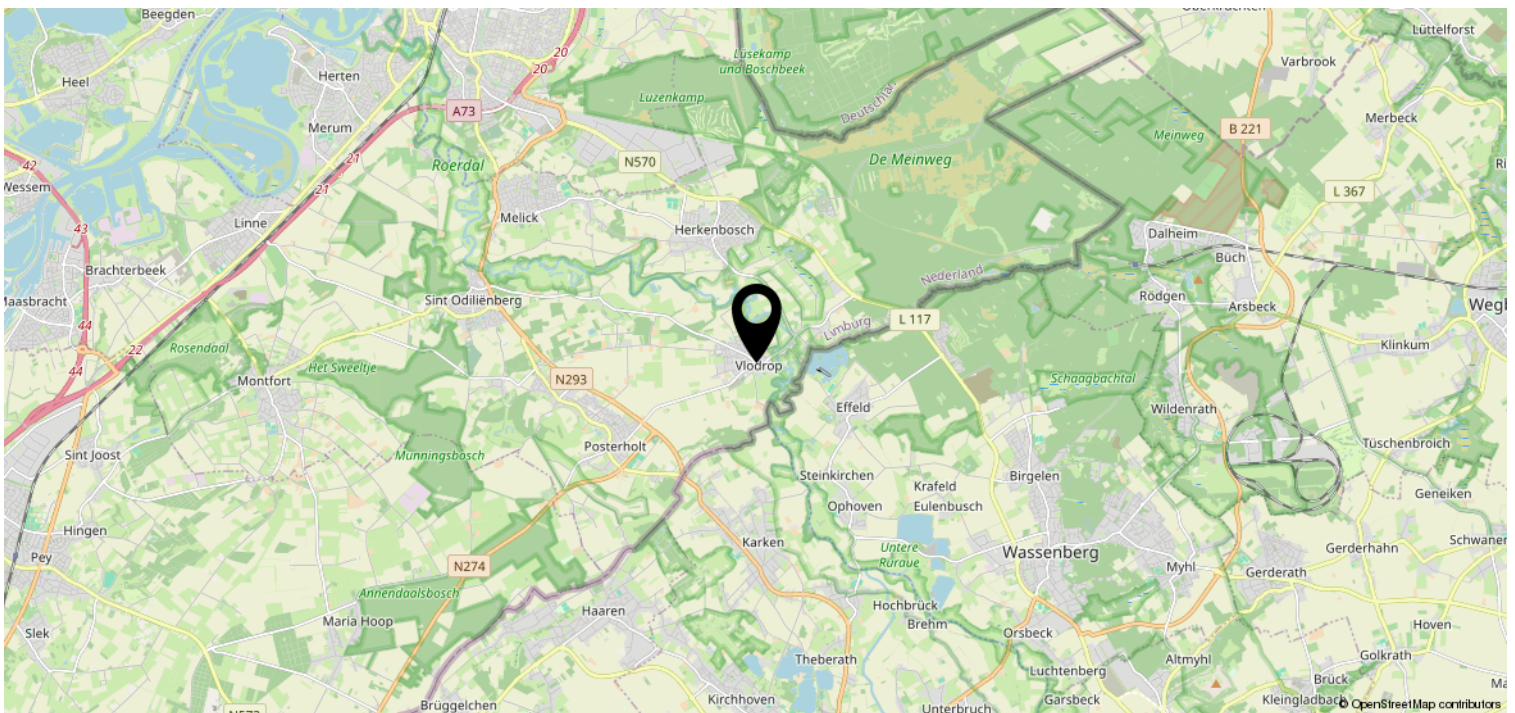 Beegden
Lüttelforst
Heel
Herten
20
20
Lüsekamp
und Boschbeek
Varbrook
Luzenkamp
Deutschlan
A73
Merum
Merbeck
B 221
Meinweg
21
42
Wessem
Roerdal
N570
De Meinweg
L 367
21
Linne
43
Melick
Herkenbosch
Dalheim
Büch
Brachterbeek
Nederland
Maasbracht
Sint Odiliënberg
Rödgen
Arsbeck
44
L 117
Limburg
44
22
Rosendaal
Het Sweeltje
Vlodrop
Klinkum
Montfort
N293
Schaagbachtal
Effeld
Wildenrath
Posterholt
Tüschenbroich
Sint Joost
Munningsbosch
Steinkirchen
Birgelen
Krafeld
Geneiken
Ophoven
Eulenbusch
Hingen
Karken
Untere
Ruraue
Wassenberg
Gerderhahn
Pey
N274
Myhl
Gerderath
Annendaalsbosch
Haaren
Hochbrück
Maria Hoop
Brehm
Hoven
Slek
Orsbeck
Theberath
Altmyhl
Golkrath
Luchtenberg
Brück
Kirchhoven
Garsbeck
Kleingladbach
Brüggelchen
Unterbruch
© OpenStreetMap contributors